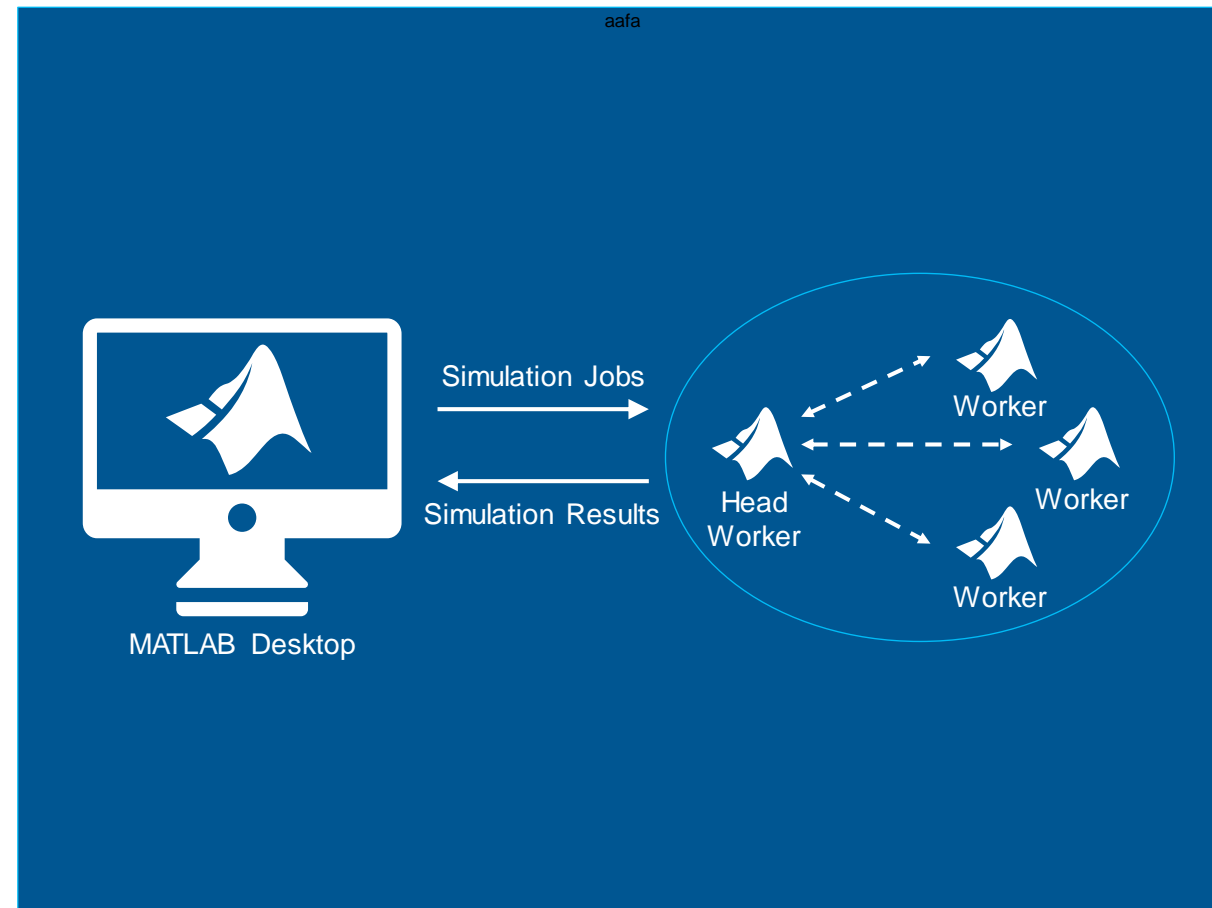 aafa
Simulation Jobs
Simulation Results
MATLAB Desktop
Worker
Worker
Head
Worker
Worker